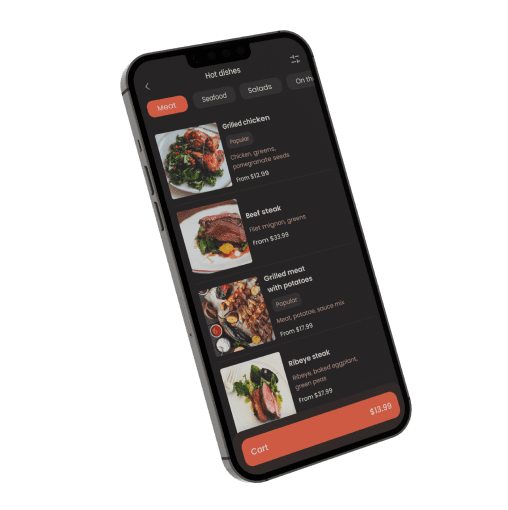 Hot dishes
Meat
Seafood
Salads
On th
Grilled chicken
Popular
Chicken, greens,
pomegranate seeds
From $12.99
Beef steak
Filet mignon, greens
From $33.99
Grilled meat
with potatoes
Popular
Meat, potatoe, sauce mix
From $17.99
Ribeye steak
Ribeye, baked eggplant,
green peas
From $37.99
Cart
$13.99